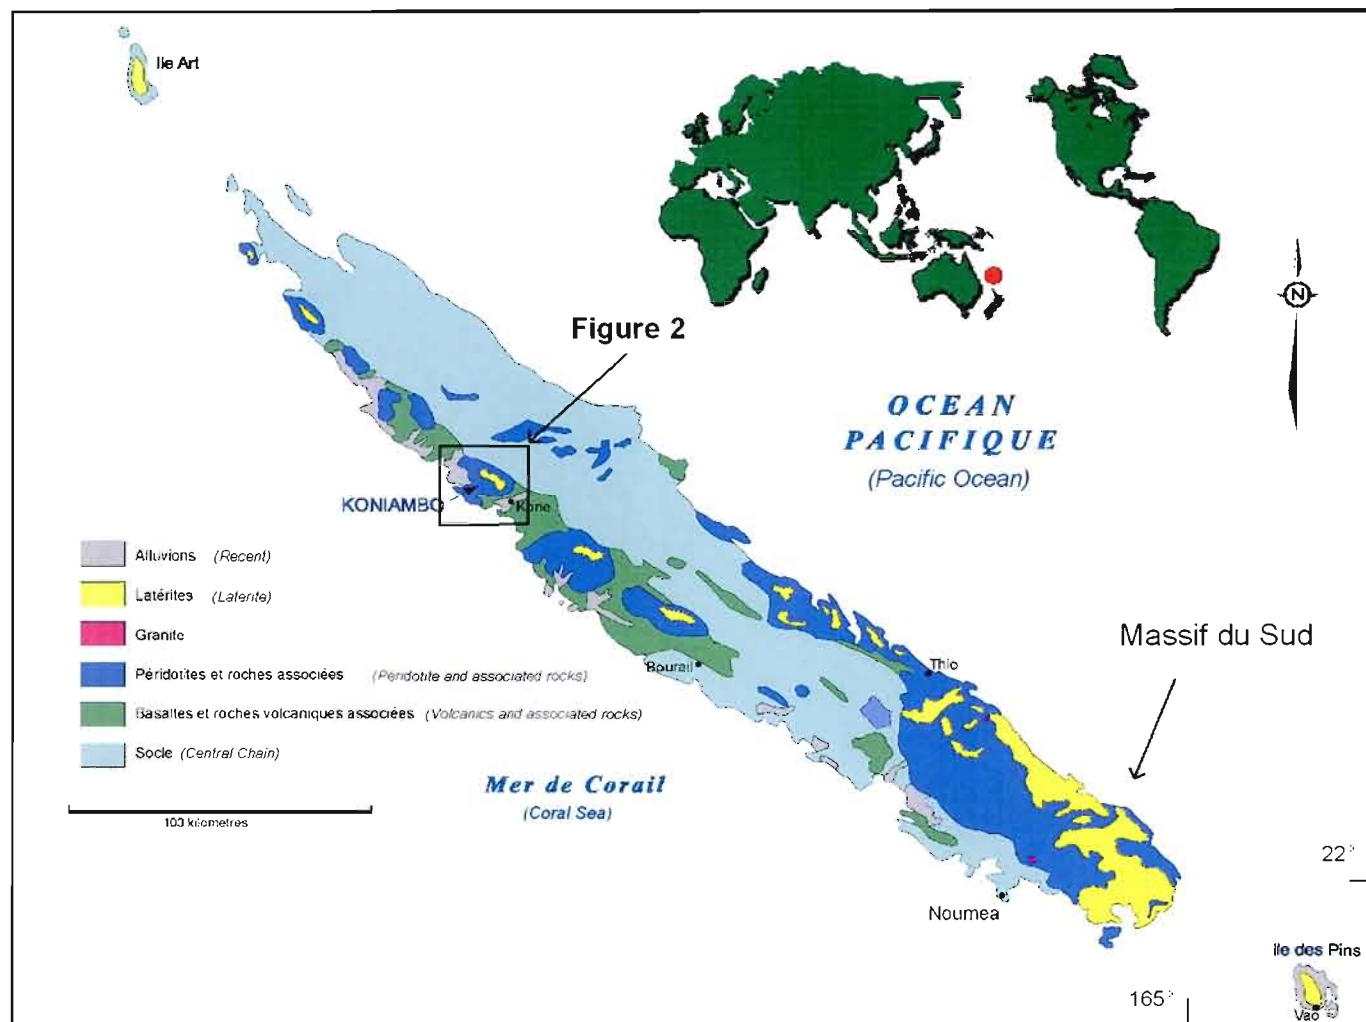 Ile Art
N
Figure 2
OCEAN
PACIFIQUE
(Pacific Ocean)
KONIAMBO
Kone
Alluvions (Recent)
Latérites (Laterite)
Granite
Massif du Sud
Péridotites et roches associées (Peridotite and associated rocks)
Bourail
Thio
Basaltes et roches volcaniques associées (Volcanics and associated rocks)
Socle (Central Chain)
Mer de Corail
(Coral Sea)
100 kilometres
22°
Noumea
Ile des Pins
165°
Vao